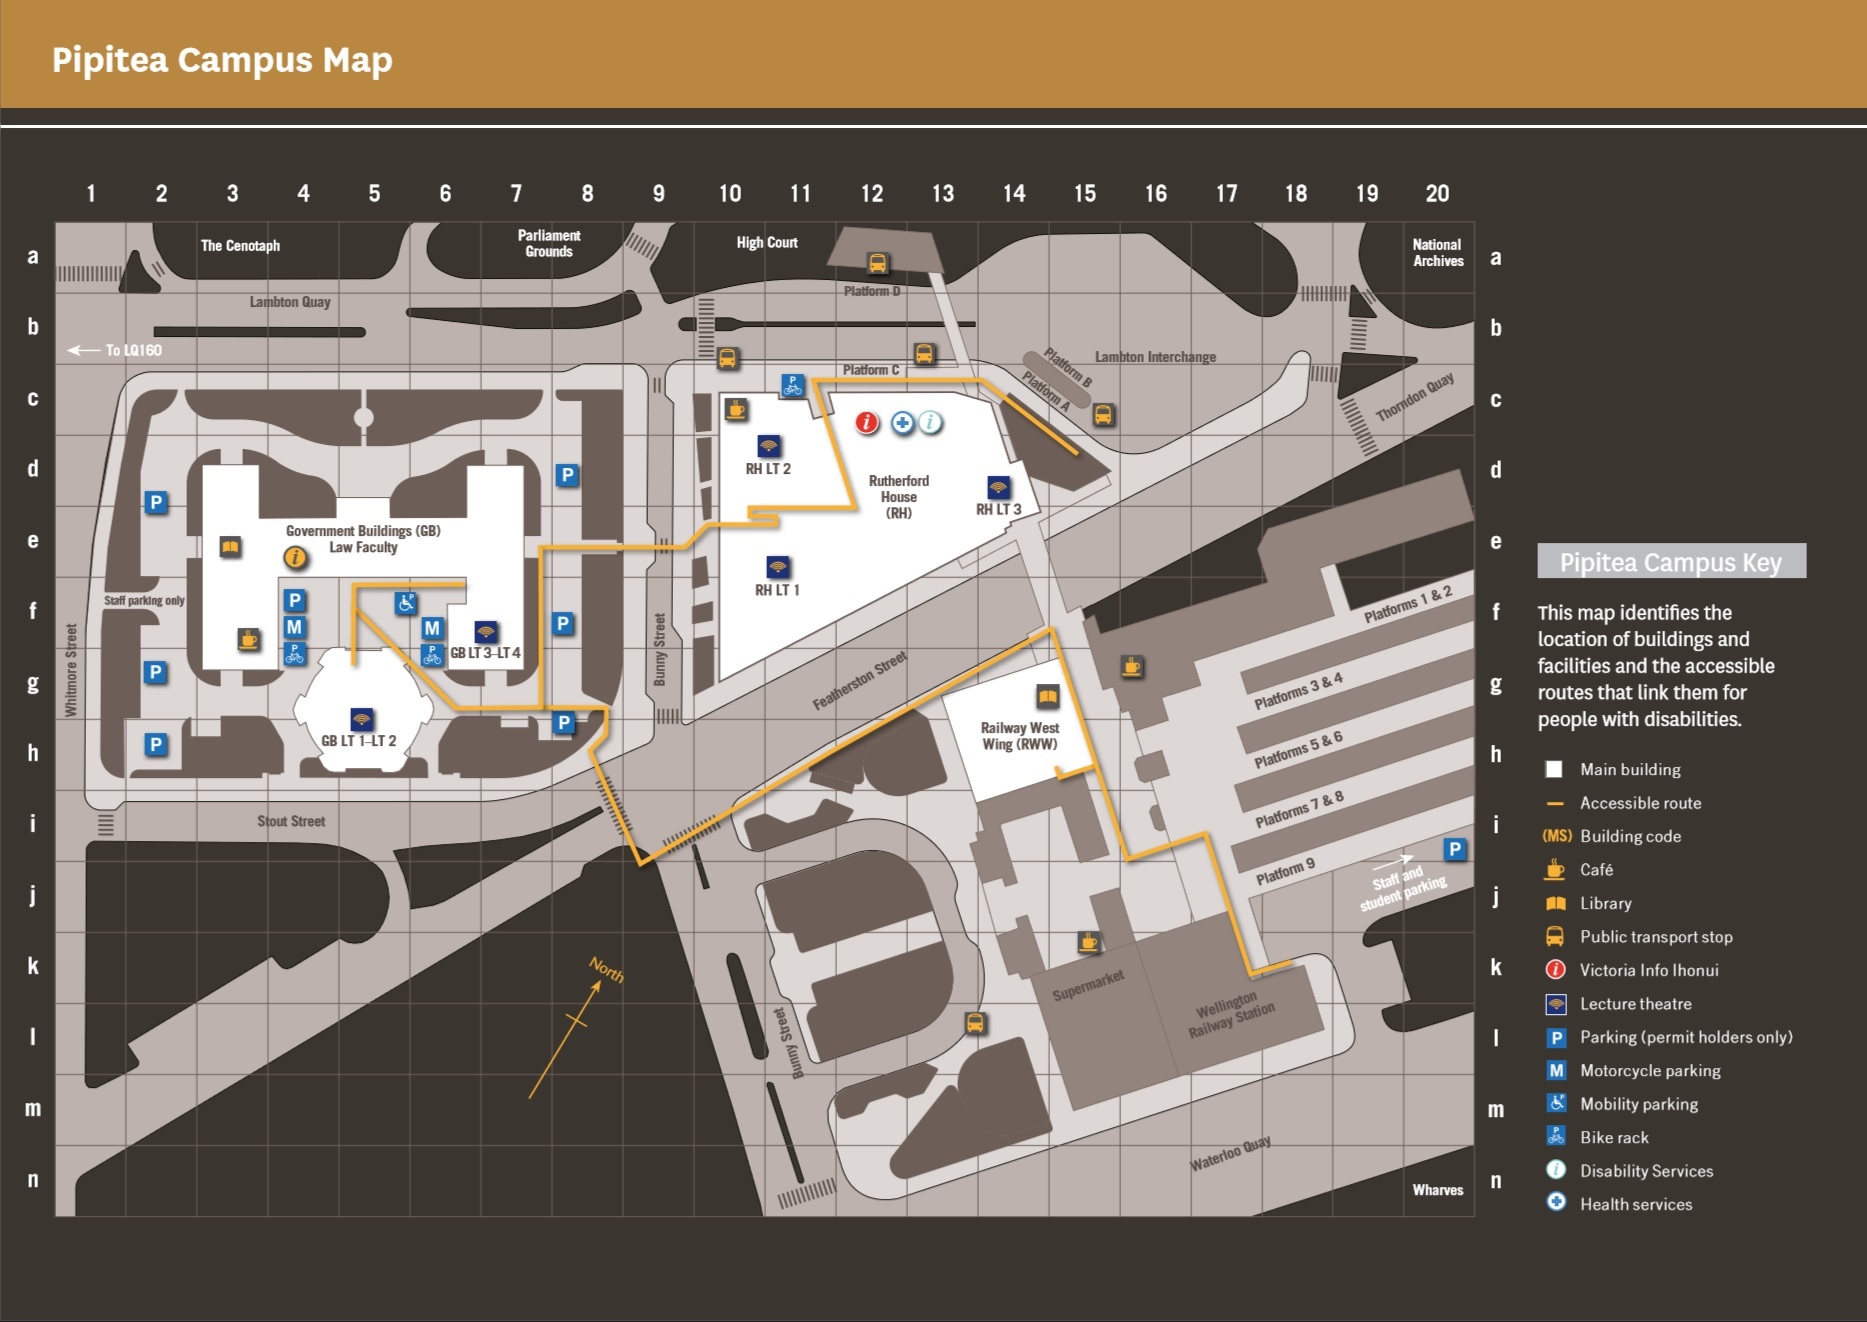 Pipitea Campus Map
1 2 3 4 5 6 7 8 9 10 11 12 13 14 15 16 17 18 19 20
a
b
c
d
e
f
g
h
i
j
k
l
m
n
a
b
c
d
e
f
g
h
i
j
k
l
m
n
The Cenotaph
Parliament
Grounds
High Court
National
Archives
Lambton Quay
Platform D
To LQ160
Platform C
Platform B
Platform A
Lambton Interchange
Thorndon Quay
RH LT 2
Rutherford
House
(RH)
RH LT 3
RH LT 1
Government Buildings (GB)
Law Faculty
Staff parking only
GB LT 3–LT 4
GB LT 1–LT 2
Whitmore Street
Bunny Street
Featherston Street
Stout Street
Railway West
Wing (RWW)
Platforms 1 & 2
Platforms 3 & 4
Platforms 5 & 6
Platforms 7 & 8
Platform 9
Staff and
student parking
Supermarket
Wellington
Railway Station
Bunny Street
North
Waterloo Quay
Wharves
P
P
P
P
P
P
P
P
P
M
M
P
P
P
P
i
i
i
Pipitea Campus Key
This map identifies the
location of buildings and
facilities and the accessible
routes that link them for
people with disabilities.
Main building
Accessible route
(MS) Building code
Café
Library
Public transport stop
i Victoria Info Ihonui
Lecture theatre
P Parking (permit holders only)
M Motorcycle parking
P Mobility parking
P Bike rack
i Disability Services
Health services